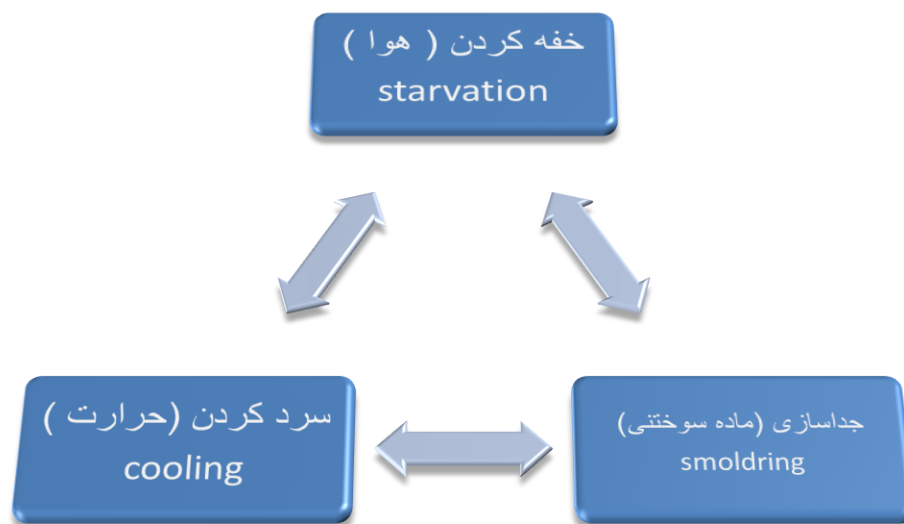 خفه کردن ( هوا )
starvation
سرد کردن (حرارت )
cooling
جداسازی (ماده سوختنی)
smoldring